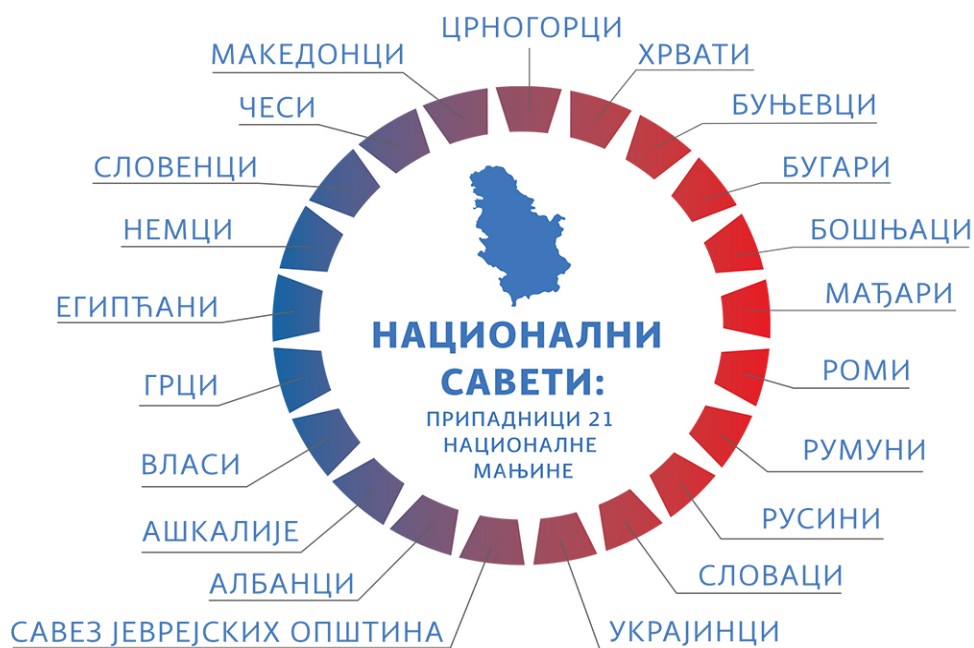 ЦРНОГОРЦИ
ХРВАТИ
БУЊЕВЦИ
БУГАРИ
БОШЊАЦИ
МАЂАРИ
РОМИ
РУМУНИ
РУСИНИ
СЛОВАЦИ
УКРАЈИНЦИ
САВЕЗ ЈЕВРЕЈСКИХ ОПШТИНА
АЛБАНЦИ
АШКАЛИЈЕ
ВЛАСИ
ГРЦИ
ЕГИПЋАНИ
НЕМЦИ
СЛОВЕНЦИ
ЧЕСИ
МАКЕДОНЦИ
НАЦИОНАЛНИ
САВЕТИ:
ПРИПАДНИЦИ 21
НАЦИОНАЛНЕ
МАЊИНЕ